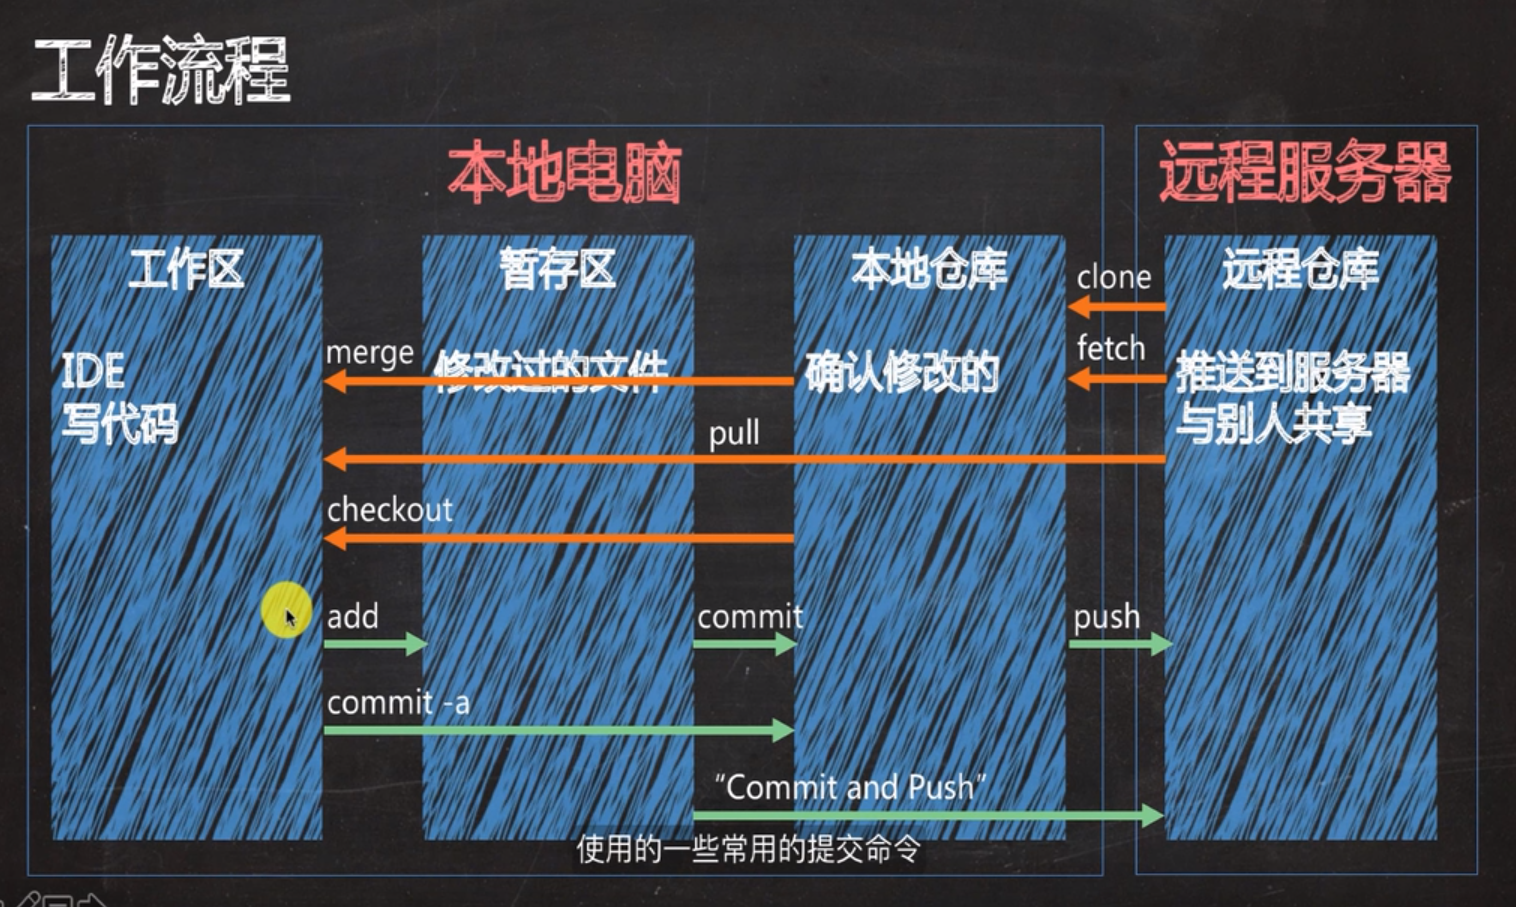 工作流程
本地电脑
远程服务器
工作区
暂存区
本地仓库
远程仓库
clone
fetch
merge
IDE
写代码
修改过的文件
确认修改的
推送到服务器
与别人共享
pull
checkout
add
commit
push
commit -a
“Commit and Push”
使用的一些常用的提交命令